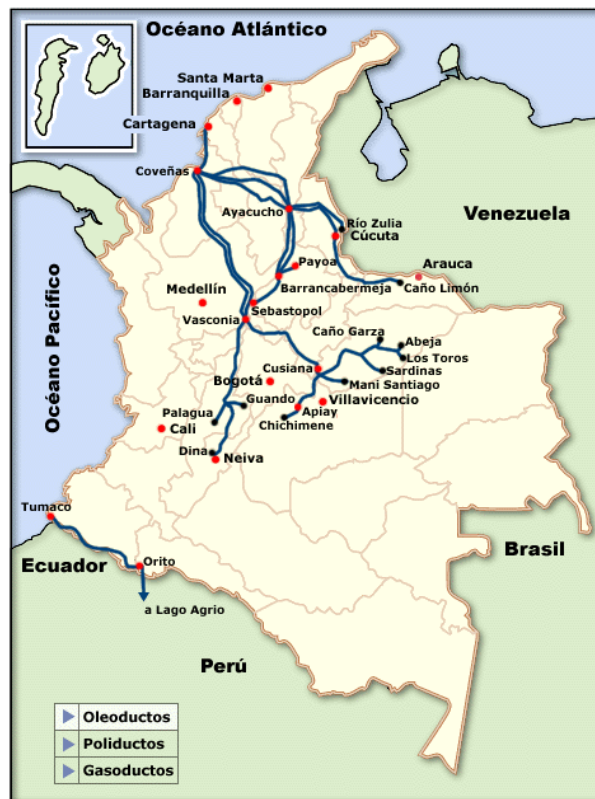 Océano Atlántico
Santa Marta
Barranquilla
Cartagena
Coveñas
Ayacucho
Río Zulia
Cúcuta
Venezuela
Payoa
Arauca
Barrancabermeja
Caño Limón
Medellín
Sebastopol
Vasconia
Océano Pacífico
Caño Garza
Abeja
Los Toros
Cusiana
Sardinas
Bogotá
Mani Santiago
Guando
Villavicencio
Palagua
Apiay
Cali
Chichimene
Dina
Neiva
Tumaco
Ecuador
Orito
Brasil
a Lago Agrio
Perú
Oleoductos
Poliductos
Gasoductos